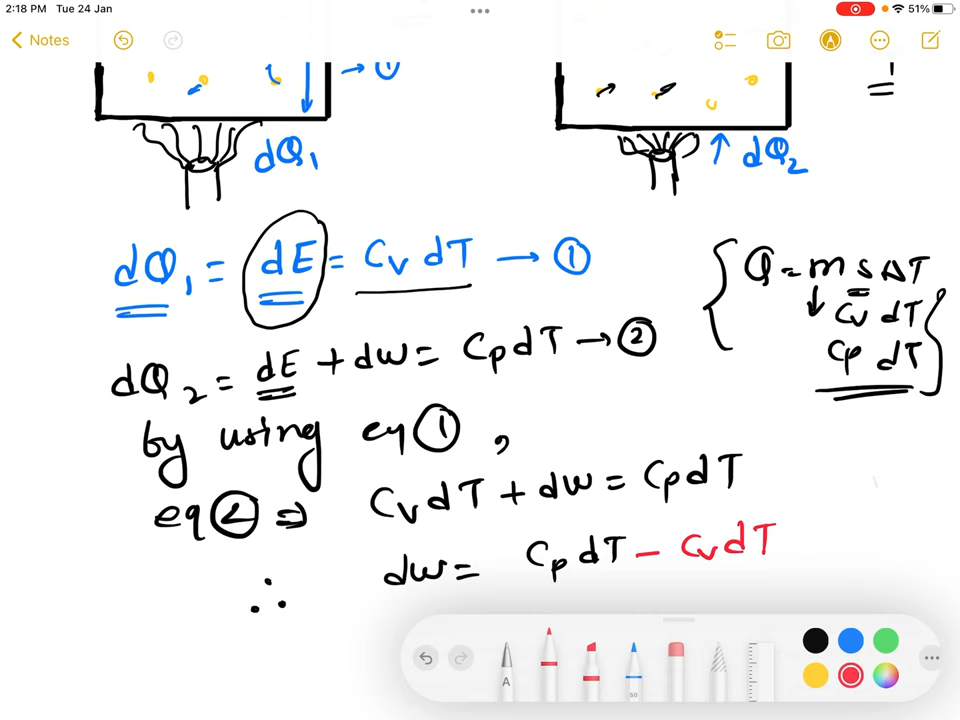 2:18 PM Tue 24 Jan
51%
Notes
→ ①
dQ₁
dQ₂
=
dQ₁ = dE = Cv dT → ①
Q = m s ΔT
Cv dT
Cp dT
dQ₂ = dE + dw = Cp dT → ②
by using eq ① ,
eq ② ⇒ Cv dT + dw = Cp dT
∴ dw = Cp dT − Cv dT
A
50